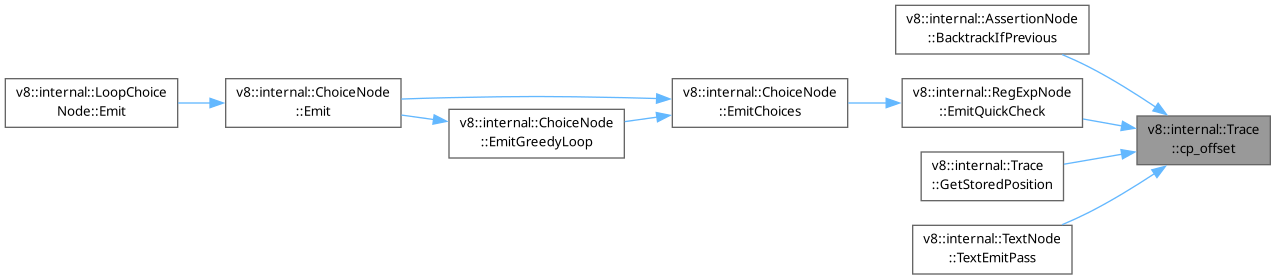 v8::internal::LoopChoice
Node::Emit
v8::internal::ChoiceNode
::Emit
v8::internal::ChoiceNode
::EmitGreedyLoop
v8::internal::ChoiceNode
::EmitChoices
v8::internal::AssertionNode
::BacktrackIfPrevious
v8::internal::RegExpNode
::EmitQuickCheck
v8::internal::Trace
::GetStoredPosition
v8::internal::TextNode
::TextEmitPass
v8::internal::Trace
::cp_offset